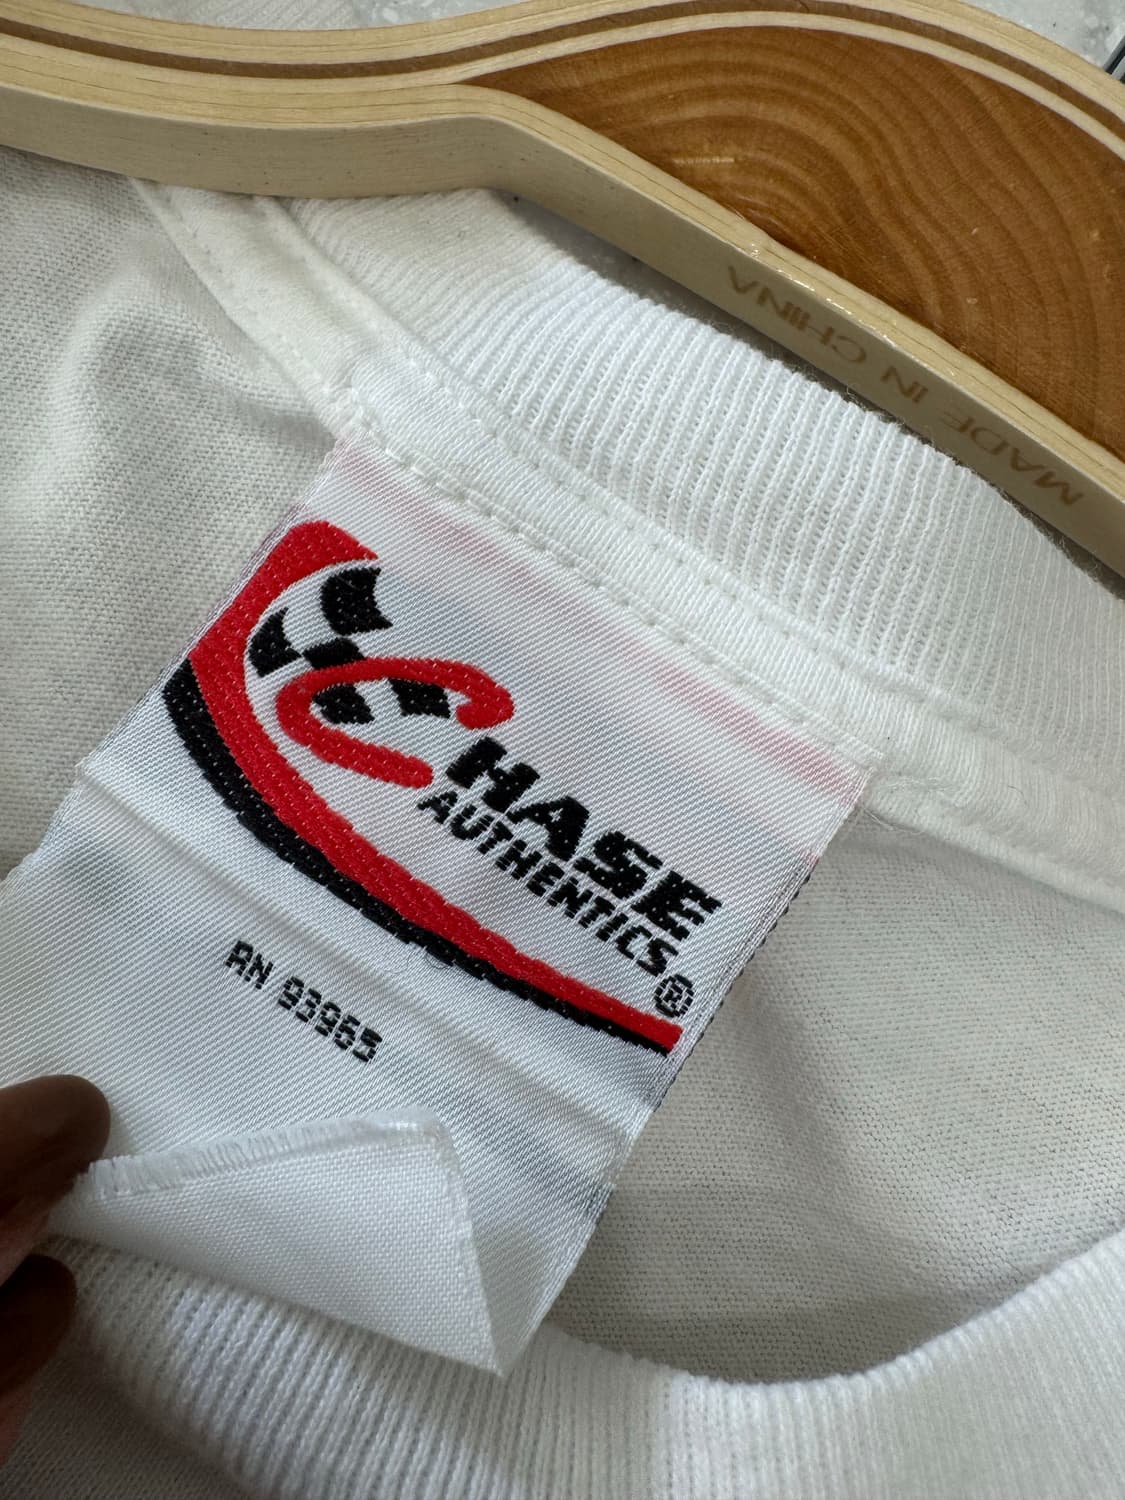 MADE IN CHINA
CHASE
AUTHENTICS®
RN 93965